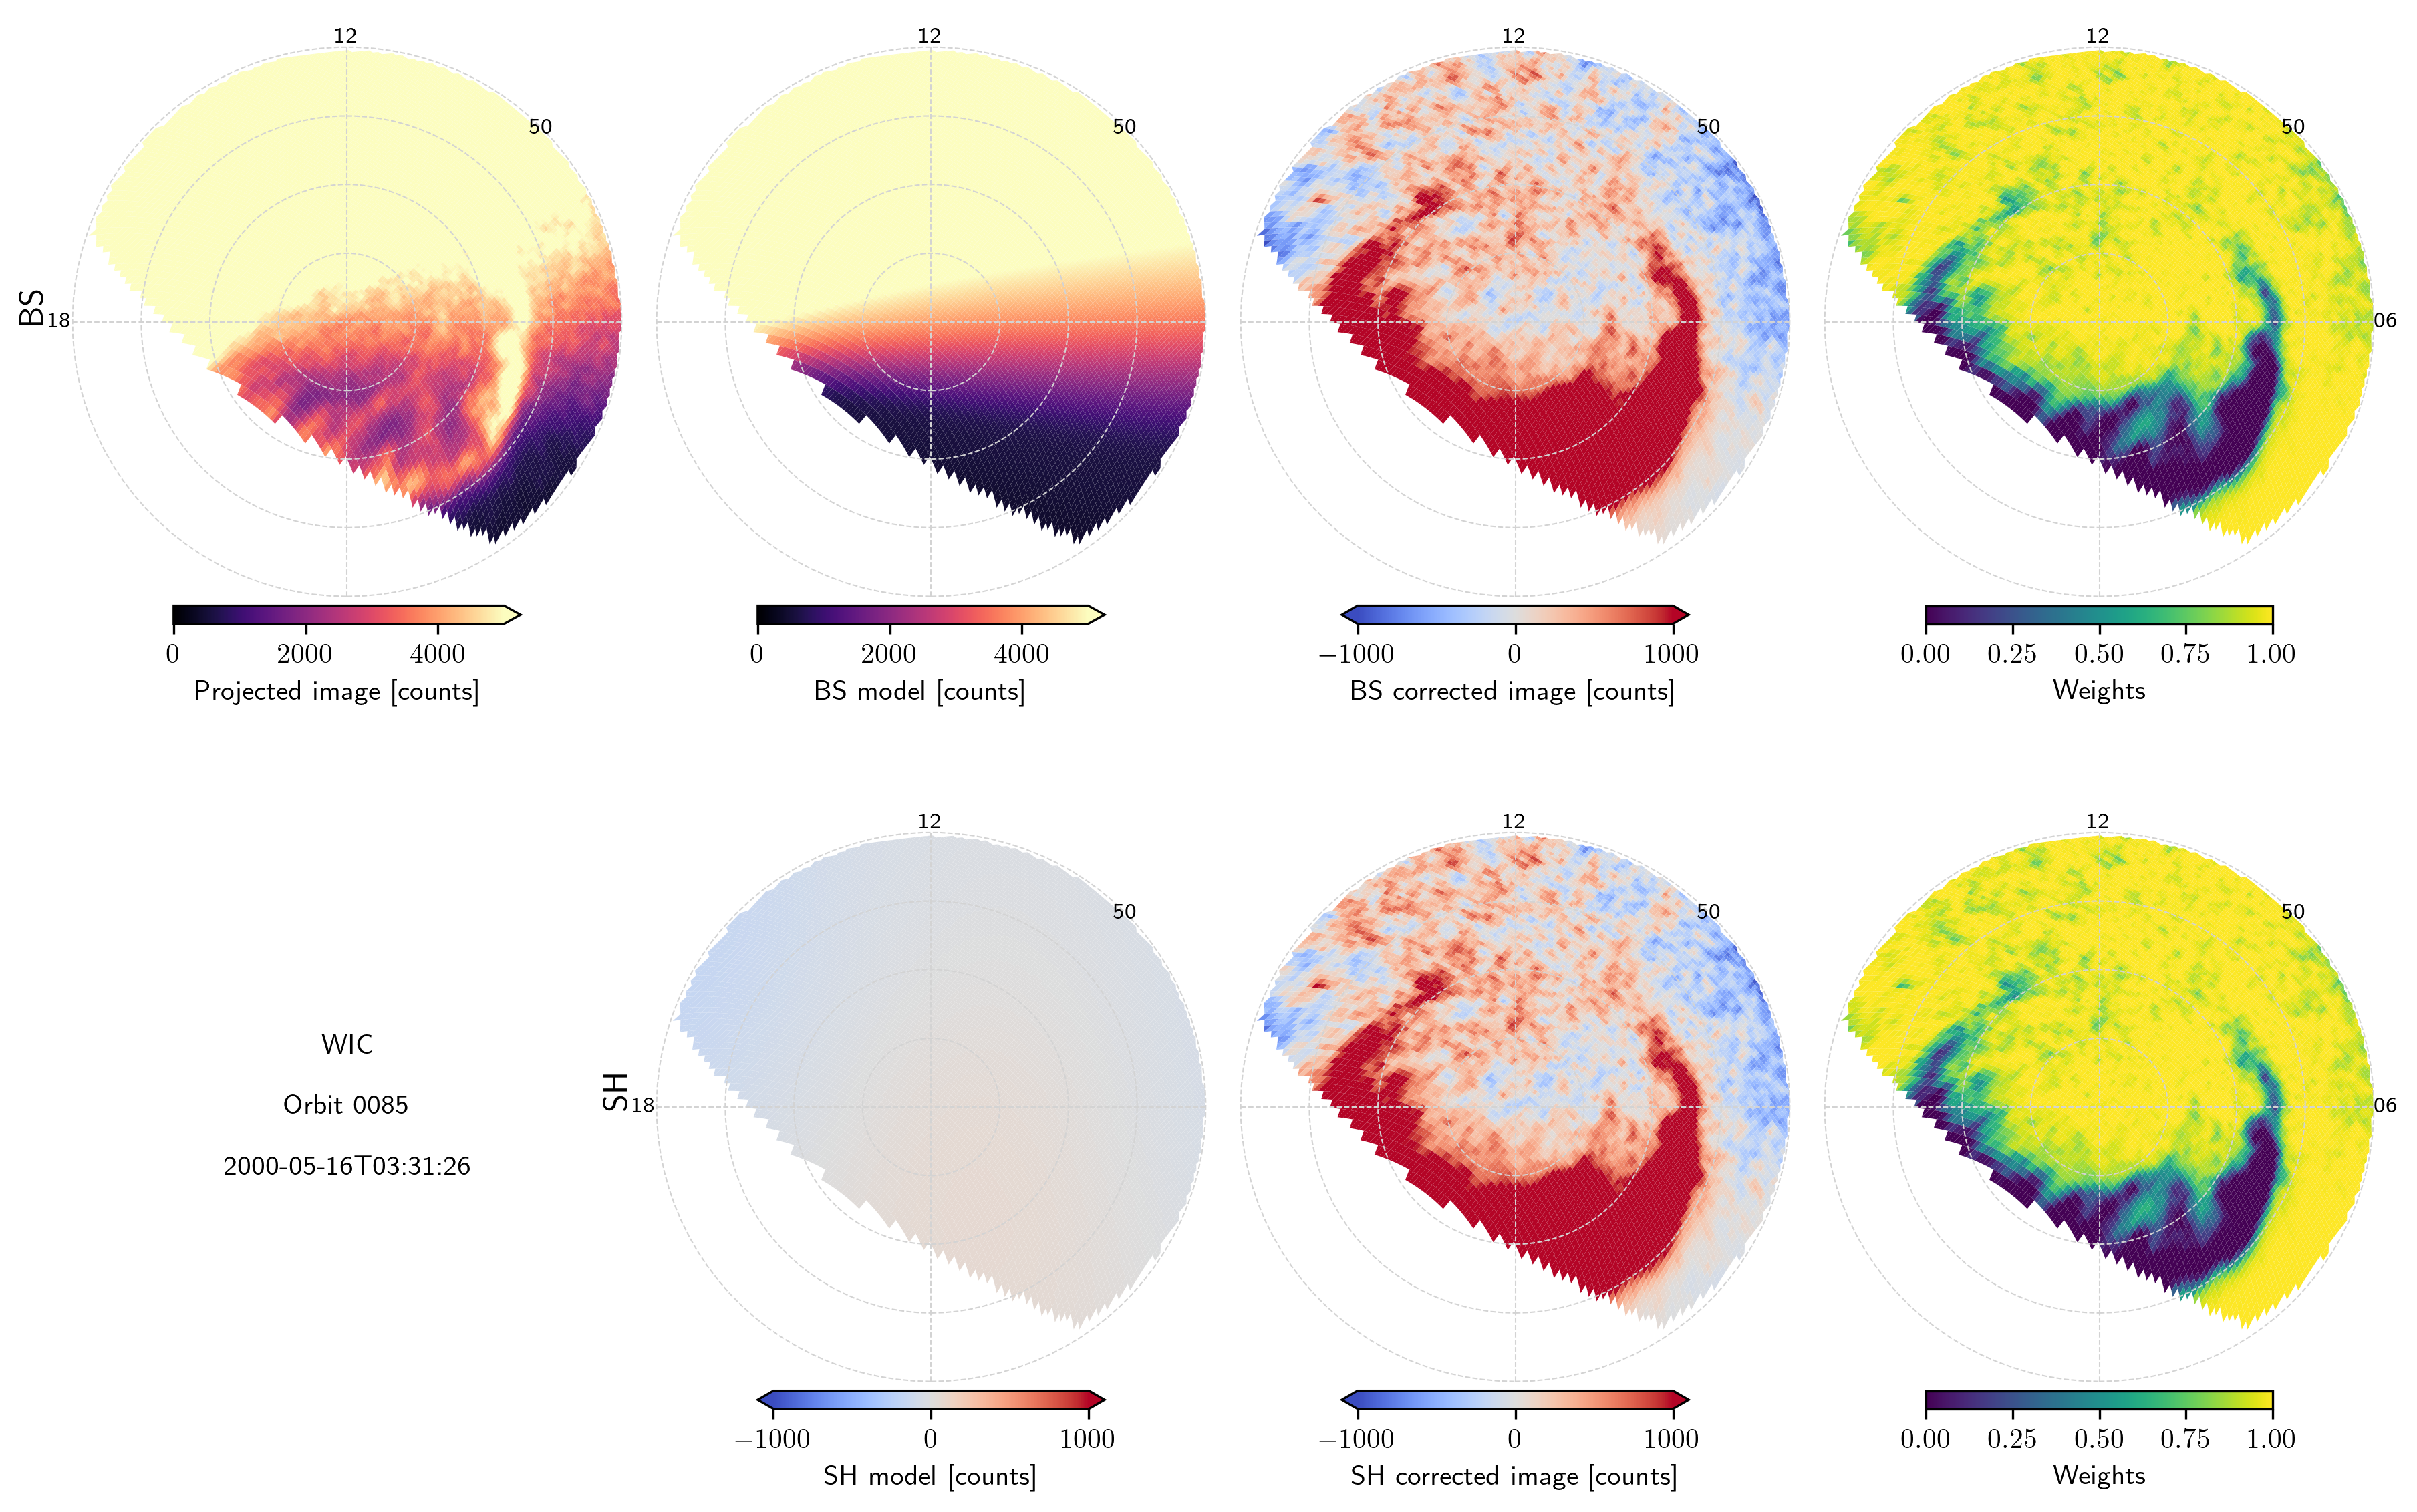 12 12 12 12
50 50 50 50
BS 18 06
0 2000 4000 0 2000 4000 −1000 0 1000 0.00 0.25 0.50 0.75 1.00
Projected image [counts] BS model [counts] BS corrected image [counts] Weights
12 12 12
50 50 50
WIC
Orbit 0085
2000-05-16T03:31:26
SH 18 06
−1000 0 1000 −1000 0 1000 0.00 0.25 0.50 0.75 1.00
SH model [counts] SH corrected image [counts] Weights